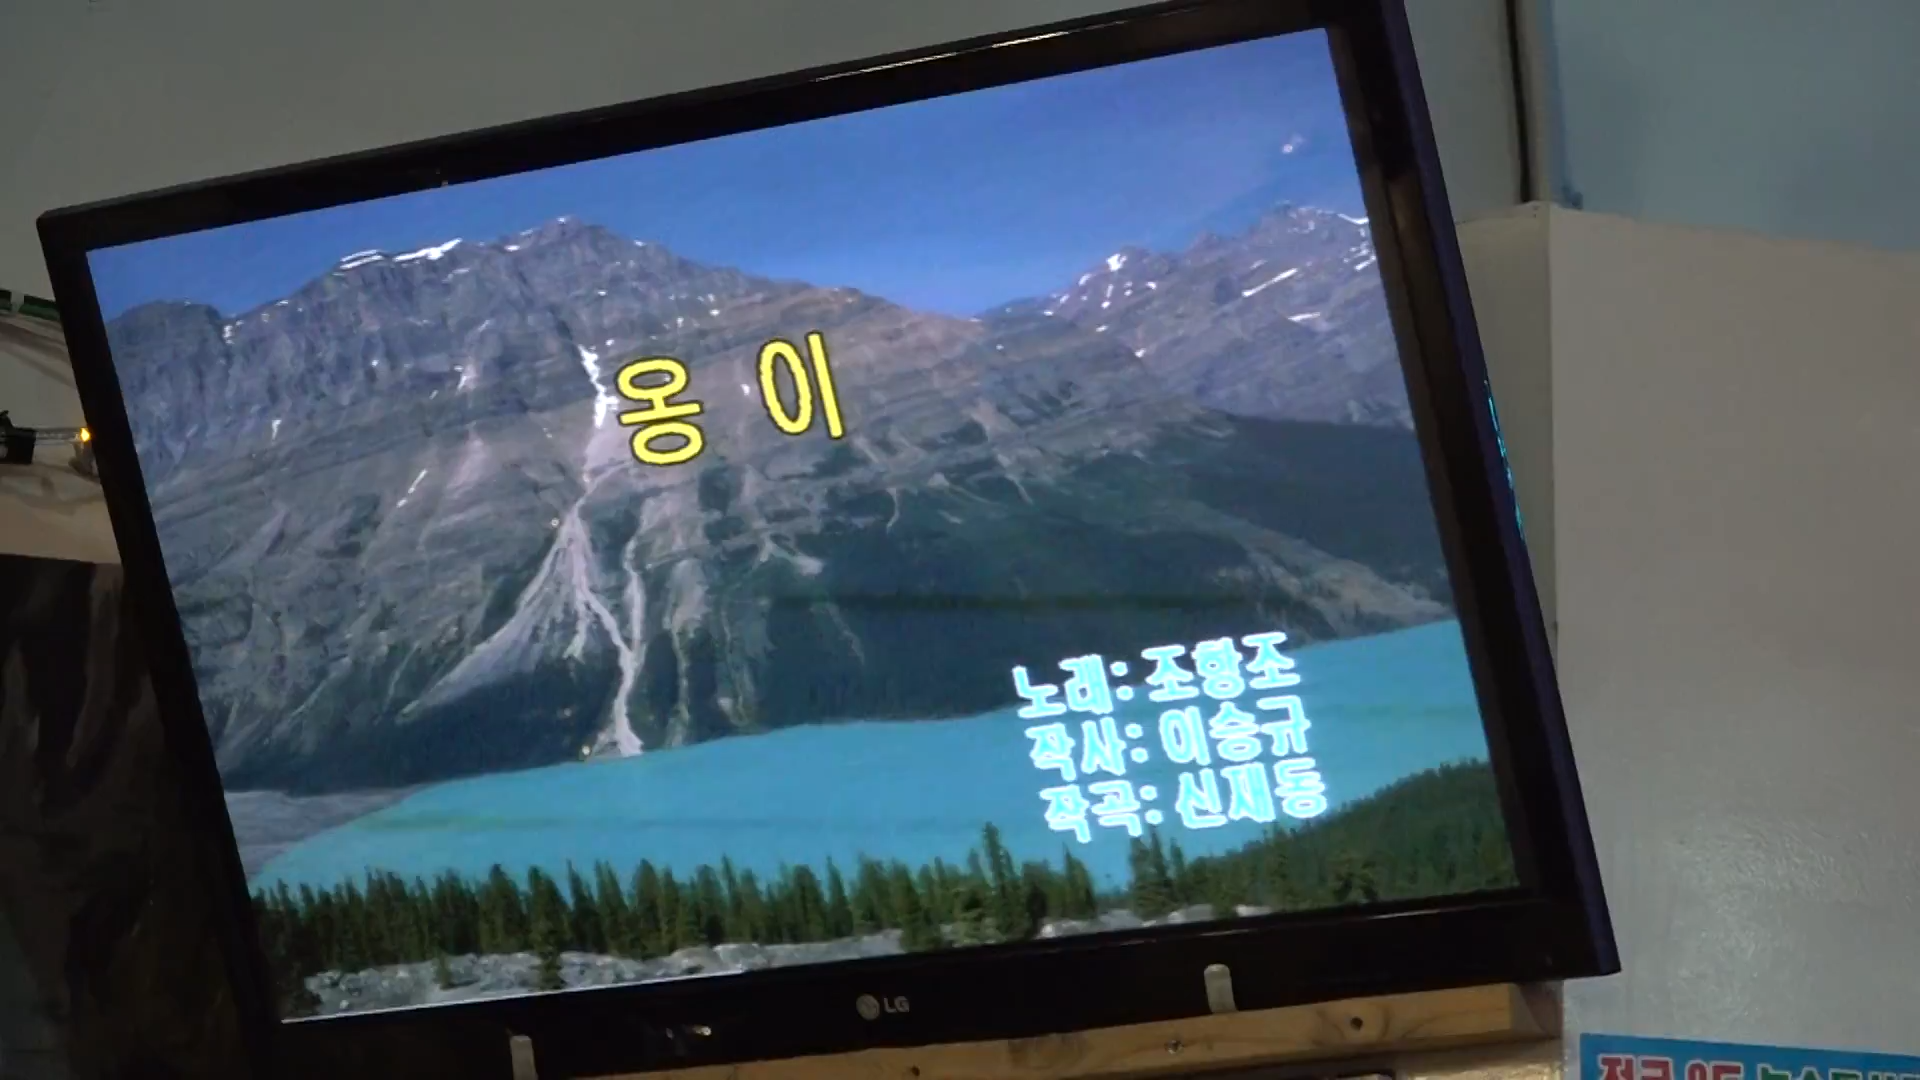 옹 이
노래: 조항조
작사: 이승규
작곡: 신재동
LG